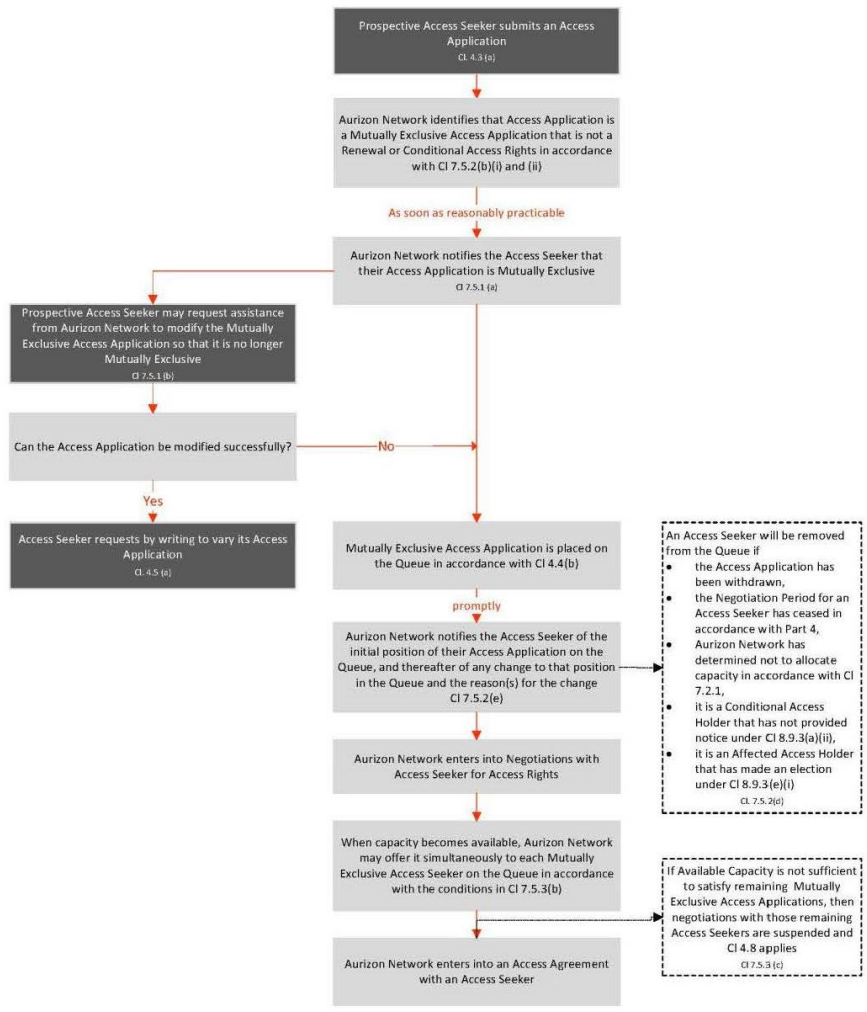 Prospective Access Seeker submits an Access
Application
Cl. 4.3 (a)
Aurizon Network identifies that Access Application is
a Mutually Exclusive Access Application that is not a
Renewal or Conditional Access Rights in accordance
with Cl 7.5.2(b)(i) and (ii)
As soon as reasonably practicable
Aurizon Network notifies the Access Seeker that
their Access Application is Mutually Exclusive
Cl 7.5.1 (a)
Prospective Access Seeker may request assistance
from Aurizon Network to modify the Mutually
Exclusive Access Application so that it is no longer
Mutually Exclusive
Cl 7.5.1 (b)
Can the Access Application be modified successfully?
No
Yes
Access Seeker requests by writing to vary its Access
Application
Cl. 4.5 (a)
Mutually Exclusive Access Application is placed on
the Queue in accordance with Cl 4.4(b)
promptly
Aurizon Network notifies the Access Seeker of the
initial position of their Access Application on the
Queue, and thereafter of any change to that position
in the Queue and the reason(s) for the change
Cl 7.5.2(e)
An Access Seeker will be removed
from the Queue if
• the Access Application has
been withdrawn,
• the Negotiation Period for an
Access Seeker has ceased in
accordance with Part 4,
• Aurizon Network has
determined not to allocate
capacity in accordance with Cl
7.2.1,
• it is a Conditional Access
Holder that has not provided
notice under Cl 8.9.3(a)(ii),
• it is an Affected Access Holder
that has made an election
under Cl 8.9.3(e)(i)
Cl. 7.5.2(d)
Aurizon Network enters into Negotiations with
Access Seeker for Access Rights
When capacity becomes available, Aurizon Network
may offer it simultaneously to each Mutually
Exclusive Access Seeker on the Queue in accordance
with the conditions in Cl 7.5.3(b)
If Available Capacity is not sufficient
to satisfy remaining Mutually
Exclusive Access Applications, then
negotiations with those remaining
Access Seekers are suspended and
Cl 4.8 applies
Cl 7.5.3 (c)
Aurizon Network enters into an Access Agreement
with an Access Seeker